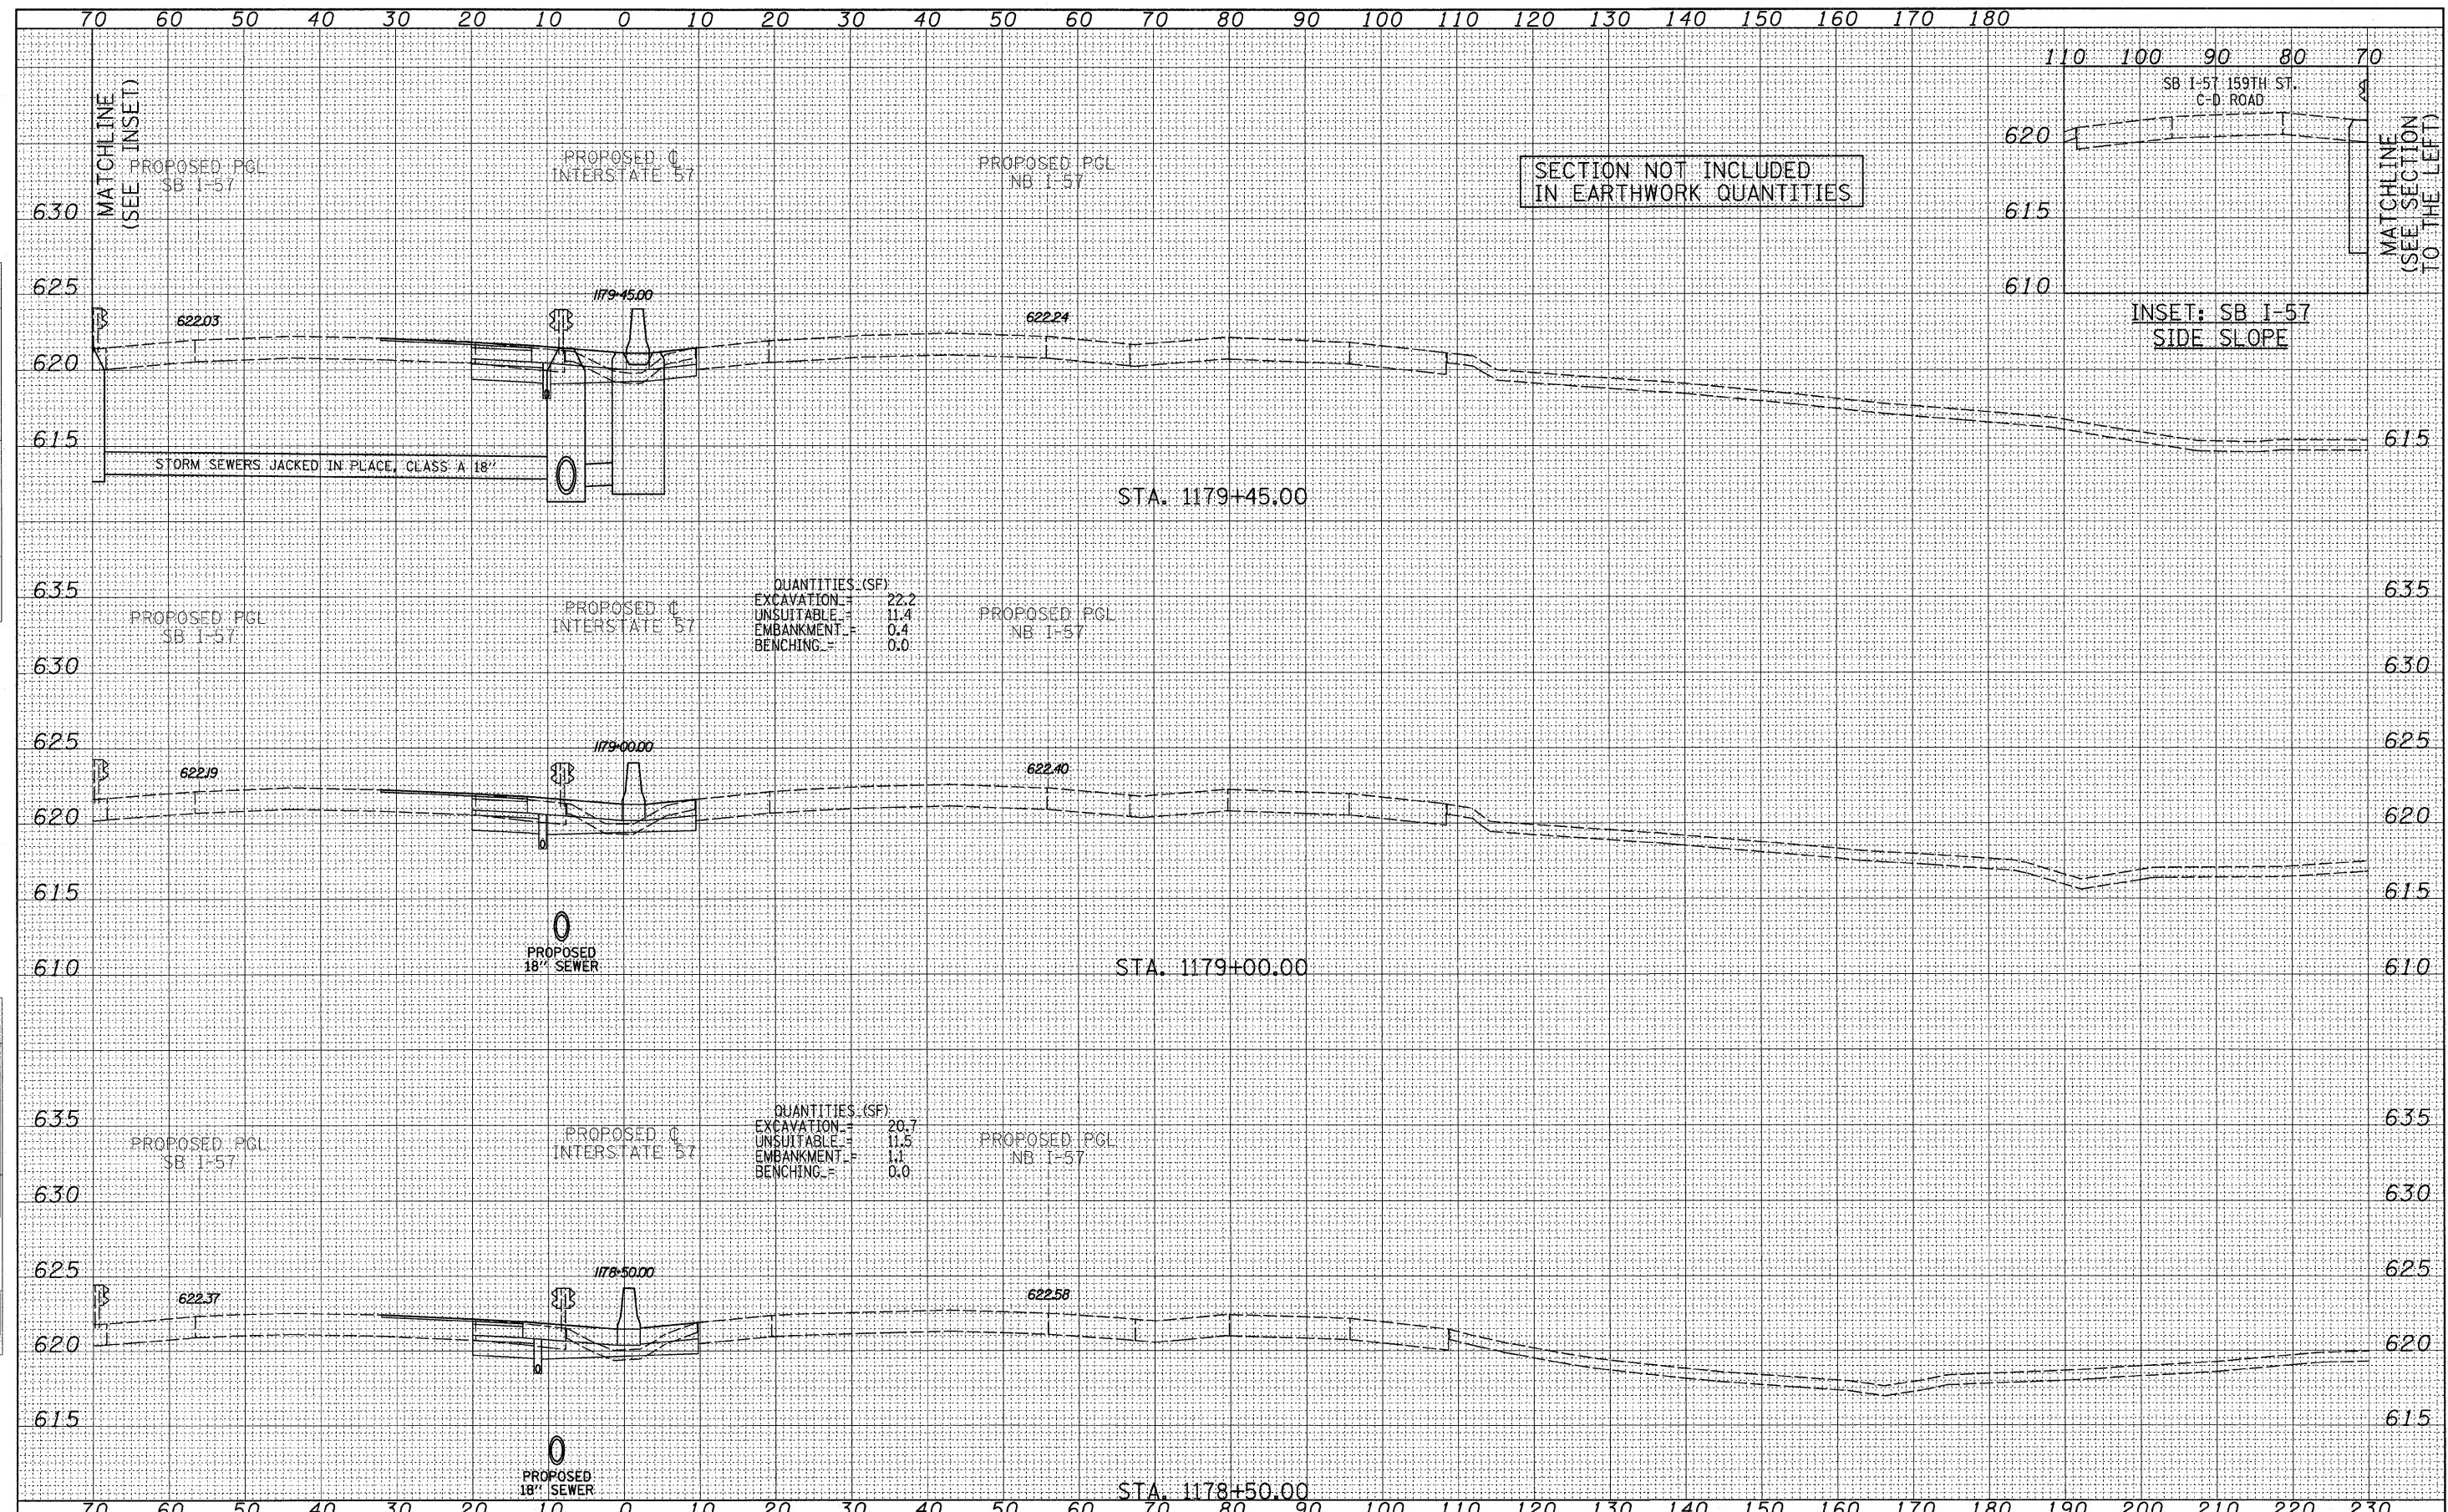 70 60 50 40 30 20 10 0 10 20 30 40 50 60 70 80 90 100 110 120 130 140 150 160 170 180
110 100 90 80 70
MATCHLINE
(SEE INSET)
PROPOSED PGL
SB I-57
PROPOSED ℄
INTERSTATE 57
PROPOSED PGL
NB I-57
SECTION NOT INCLUDED
IN EARTHWORK QUANTITIES
SB I-57 159TH ST.
C-D ROAD
620
615
610
MATCHLINE
(SEE SECTION
TO THE LEFT)
INSET: SB I-57
SIDE SLOPE
630
625
620
615
615
1179+45.00
622.03
622.24
STORM SEWERS JACKED IN PLACE, CLASS A 18"
STA. 1179+45.00
635
630
625
620
615
610
PROPOSED PGL
SB I-57
PROPOSED ℄
INTERSTATE 57
QUANTITIES (SF)
EXCAVATION = 22.2
UNSUITABLE = 11.4
EMBANKMENT = 0.4
BENCHING = 0.0
PROPOSED PGL
NB I-57
635
630
625
620
615
610
1179+00.00
622.19
622.40
PROPOSED
18" SEWER
STA. 1179+00.00
635
630
625
620
615
PROPOSED PGL
SB I-57
PROPOSED ℄
INTERSTATE 57
QUANTITIES (SF)
EXCAVATION = 20.7
UNSUITABLE = 11.5
EMBANKMENT = 1.1
BENCHING = 0.0
PROPOSED PGL
NB I-57
635
630
625
620
615
1178+50.00
622.37
622.58
PROPOSED
18" SEWER
STA. 1178+50.00
70 60 50 40 30 20 10 0 10 20 30 40 50 60 70 80 90 100 110 120 130 140 150 160 170 180 190 200 210 220 230